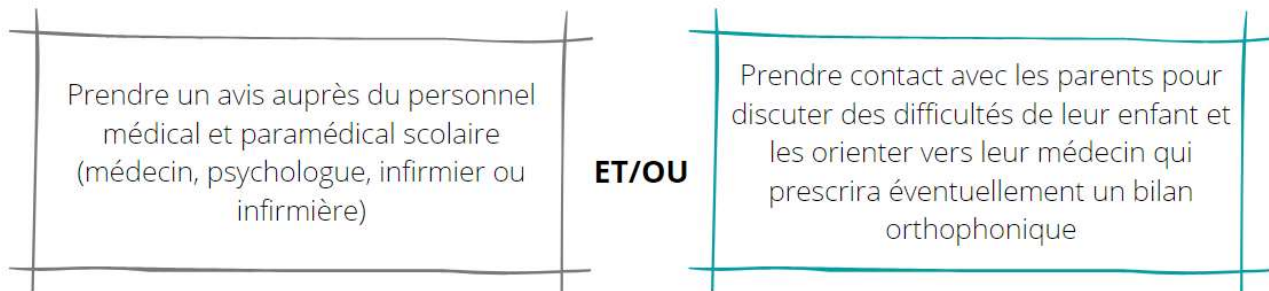 Prendre un avis auprès du personnel
médical et paramédical scolaire
(médecin, psychologue, infirmier ou
infirmière)
ET/OU
Prendre contact avec les parents pour
discuter des difficultés de leur enfant et
les orienter vers leur médecin qui
prescrira éventuellement un bilan
orthophonique